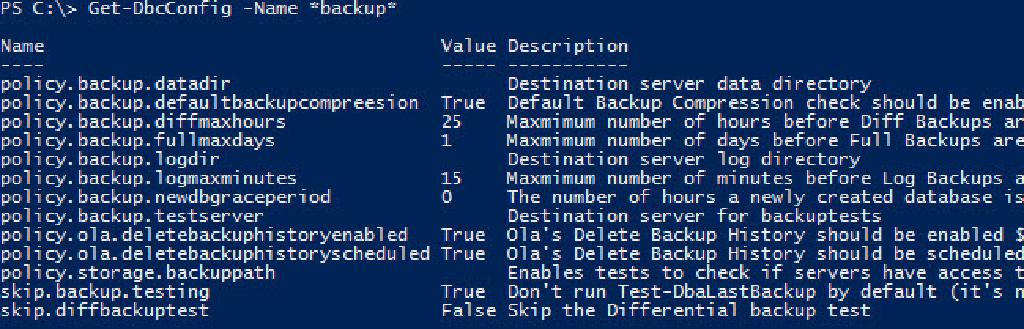 PS C:\> Get-DbcConfig -Name *backup*
Name Value Description
---- ----- -----------
policy.backup.datadir Destination server data directory
policy.backup.defaultbackupcompreesion True Default Backup Compression check should be enab
policy.backup.diffmaxhours 25 Maxmimum number of hours before Diff Backups ar
policy.backup.fullmaxdays 1 Maxmimum number of days before Full Backups are
policy.backup.logdir Destination server log directory
policy.backup.logmaxminutes 15 Maxmimum number of minutes before Log Backups a
policy.backup.newdbgraceperiod 0 The number of hours a newly created database is
policy.backup.testserver Destination server for backuptests
policy.ola.deletebackuphistoryenabled True Ola's Delete Backup History should be enabled $
policy.ola.deletebackuphistoryscheduled True Ola's Delete Backup History should be scheduled
policy.storage.backuppath Enables tests to check if servers have access t
skip.backup.testing True Don't run Test-DbaLastBackup by default (it's n
skip.diffbackuptest False Skip the Differential backup test